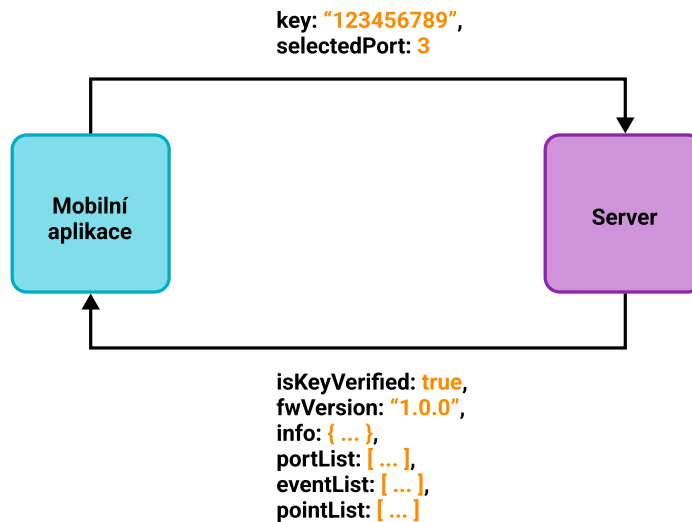 key: “123456789”,
selectedPort: 3
Mobilní
aplikace
Server
isKeyVerified: true,
fwVersion: “1.0.0”,
info: { ... },
portList: [ ... ],
eventList: [ ... ],
pointList: [ ... ]